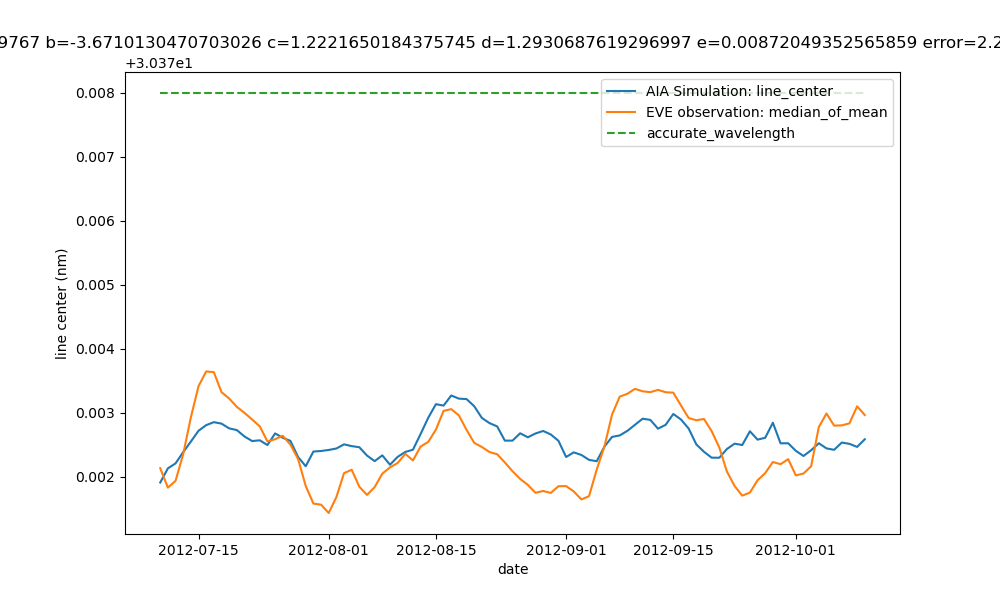 9767 b=-3.6710130470703026 c=1.2221650184375745 d=1.2930687619296997 e=0.00872049352565859 error=2.2
+3.037e1
AIA Simulation: line_center
EVE observation: median_of_mean
accurate_wavelength
0.008
0.007
0.006
0.005
0.004
0.003
0.002
line center (nm)
2012-07-15 2012-08-01 2012-08-15 2012-09-01 2012-09-15 2012-10-01
date